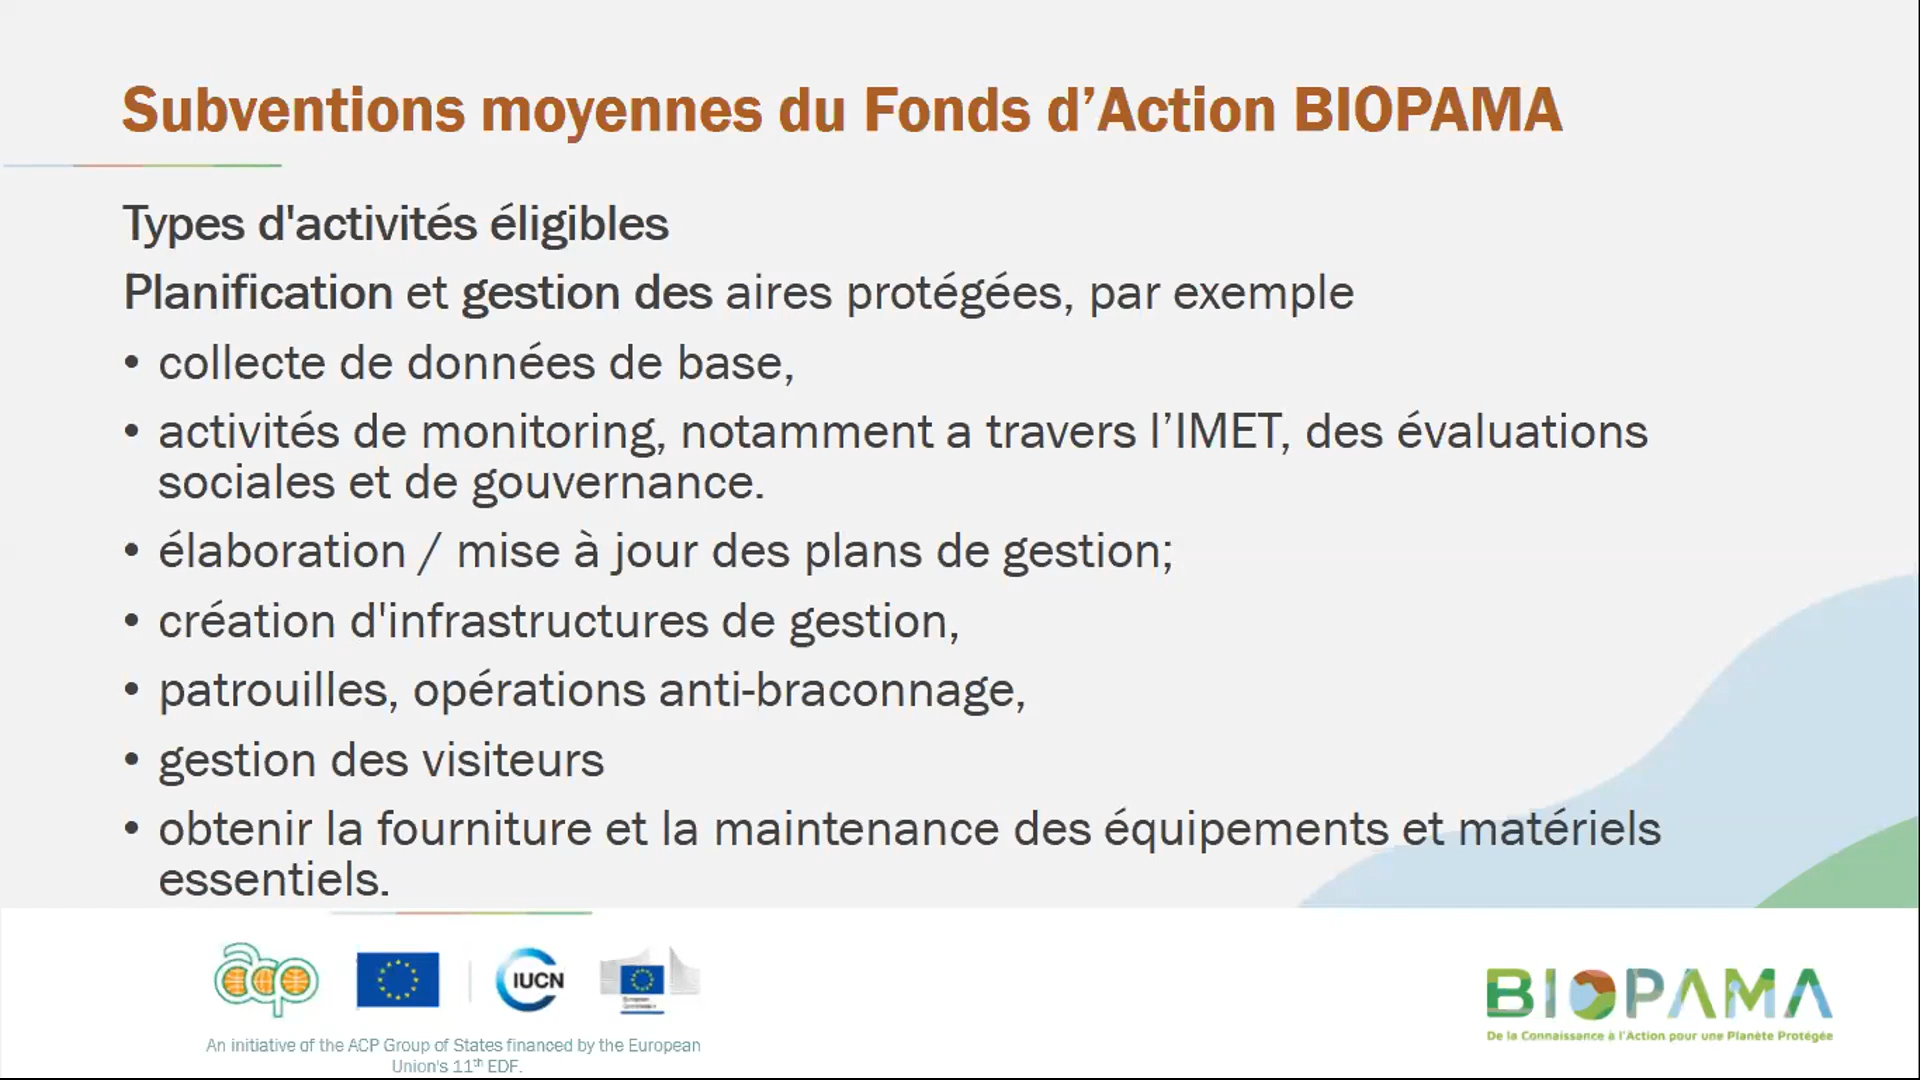 Subventions moyennes du Fonds d’Action BIOPAMA
Types d'activités éligibles
Planification et gestion des aires protégées, par exemple
• collecte de données de base,
• activités de monitoring, notamment a travers l’IMET, des évaluations
sociales et de gouvernance.
• élaboration / mise à jour des plans de gestion;
• création d'infrastructures de gestion,
• patrouilles, opérations anti-braconnage,
• gestion des visiteurs
• obtenir la fourniture et la maintenance des équipements et matériels
essentiels.
acp
IUCN
European
Commission
An initiative of the ACP Group of States financed by the European
Union's 11th EDF.
BIOPAMA
De la Connaissance à l'Action pour une Planète Protégée